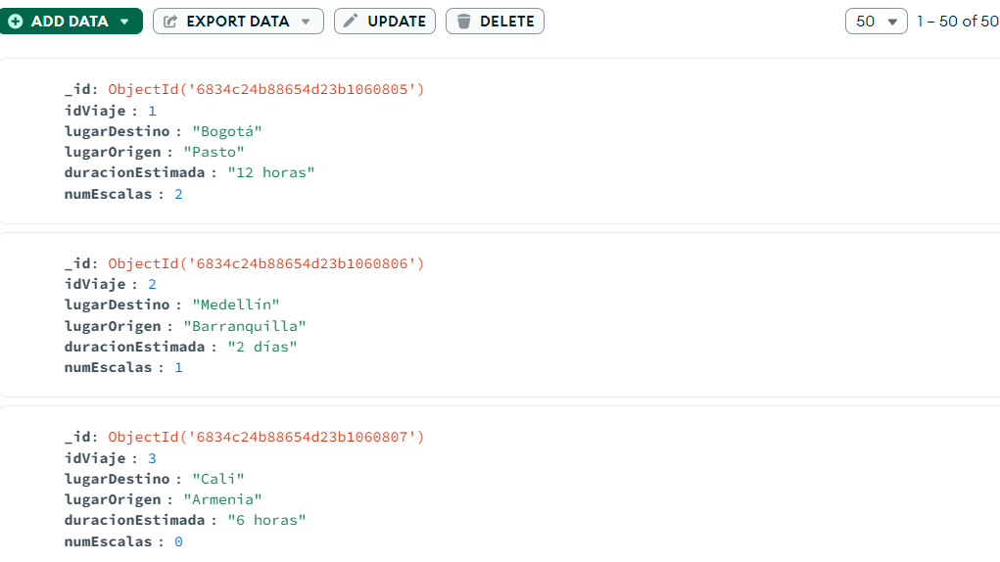 ADD DATA EXPORT DATA UPDATE DELETE 50 1 – 50 of 50
_id: ObjectId('6834c24b88654d23b1060805')
idViaje : 1
lugarDestino : "Bogotá"
lugarOrigen : "Pasto"
duracionEstimada : "12 horas"
numEscalas : 2
_id: ObjectId('6834c24b88654d23b1060806')
idViaje : 2
lugarDestino : "Medellín"
lugarOrigen : "Barranquilla"
duracionEstimada : "2 días"
numEscalas : 1
_id: ObjectId('6834c24b88654d23b1060807')
idViaje : 3
lugarDestino : "Cali"
lugarOrigen : "Armenia"
duracionEstimada : "6 horas"
numEscalas : 0